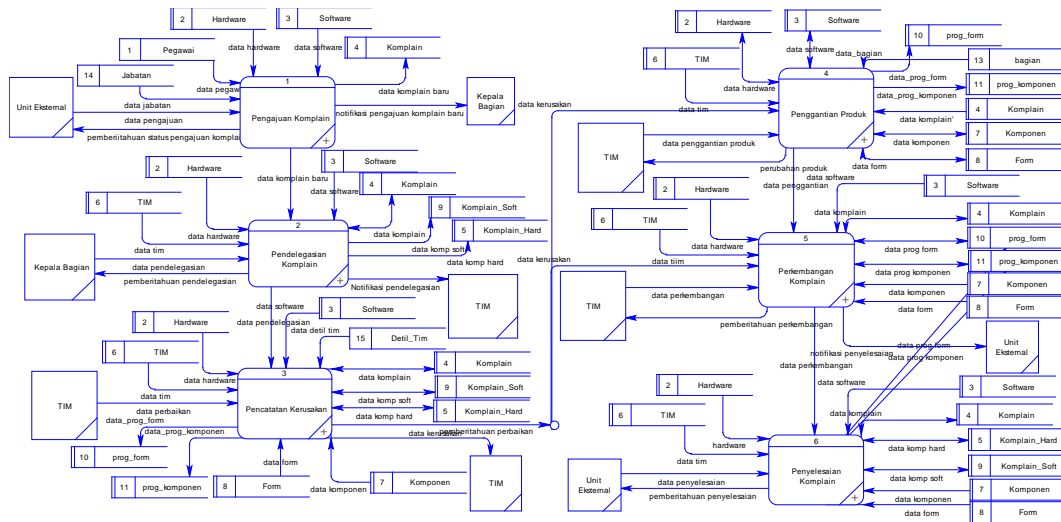 2 Hardware
3 Software
data hardware
data software
4 Komplain
1 Pegawai
data pegaw
14 Jabatan
data jabatan
Unit Eksternal
data pengajuan
pemberiitahuan status pengajuan komplain
1
Pengajuan Komplain
data komplain baru
notifikasi pengajuan komplain baru
Kepala
Bagian
2 Hardware
3 Software
data komplain baru
data software
4 Komplain
6 TIM
9 Komplain_Soft
5 Komplain_Hard
data hardware
data tim
2
Pendelegasian
Komplain
data komplain
data komp soft
data komp hard
Kepala Bagian
data pendelegasian
pemberitahuan pendelegasian
Notifikasi pendelegasian
TIM
data software
data pendelegasian
2 Hardware
3 Software
data detil tim
15 Detil_Tim
6 TIM
data hardware
data tim
TIM
data perbaikan
data_prog_form
data_prog_komponen
3
Pencatatan Kerusakan
data komplain
4 Komplain
data komp soft
9 Komplain_Soft
data komp hard
5 Komplain_Hard
pemberitahuan perbaikan
data kerusakan
TIM
10 prog_form
11 prog_komponen
data form
8 Form
data komponen
7 Komponen
2 Hardware
3 Software
data software
data_bagian
10 prog_form
6 TIM
data hardware
13 bagian
data_prog_form
11 prog_komponen
data_prog_komponen
data kerusakan
data tim
4
Penggantian Produk
4 Komplain
data komplain'
7 Komponen
data komponen
8 Form
data form
TIM
data penggantian produk
perubahan produk
data penggantian
2 Hardware
data software
3 Software
6 TIM
data hardware
data kerusakan
data tiim
5
Perkembangan
Komplain
data komplain
4 Komplain
data prog form
10 prog_form
data prog komponen
11 prog_komponen
data komponen
7 Komponen
data form
8 Form
TIM
data perkembangan
pemberitahuan perkembangan
notifikasi penyelesaian
data prog form
data prog komponen
data perkembangan
Unit
Eksternal
2 Hardware
data software
3 Software
6 TIM
hardware
data tim
data komplain
4 Komplain
6
Penyelesaian
Komplain
data komp hard
5 Komplain_Hard
data komp soft
9 Komplain_Soft
data komponen
7 Komponen
data form
8 Form
Unit
Eksternal
data penyelesaian
pemberitahuan penyelesaian